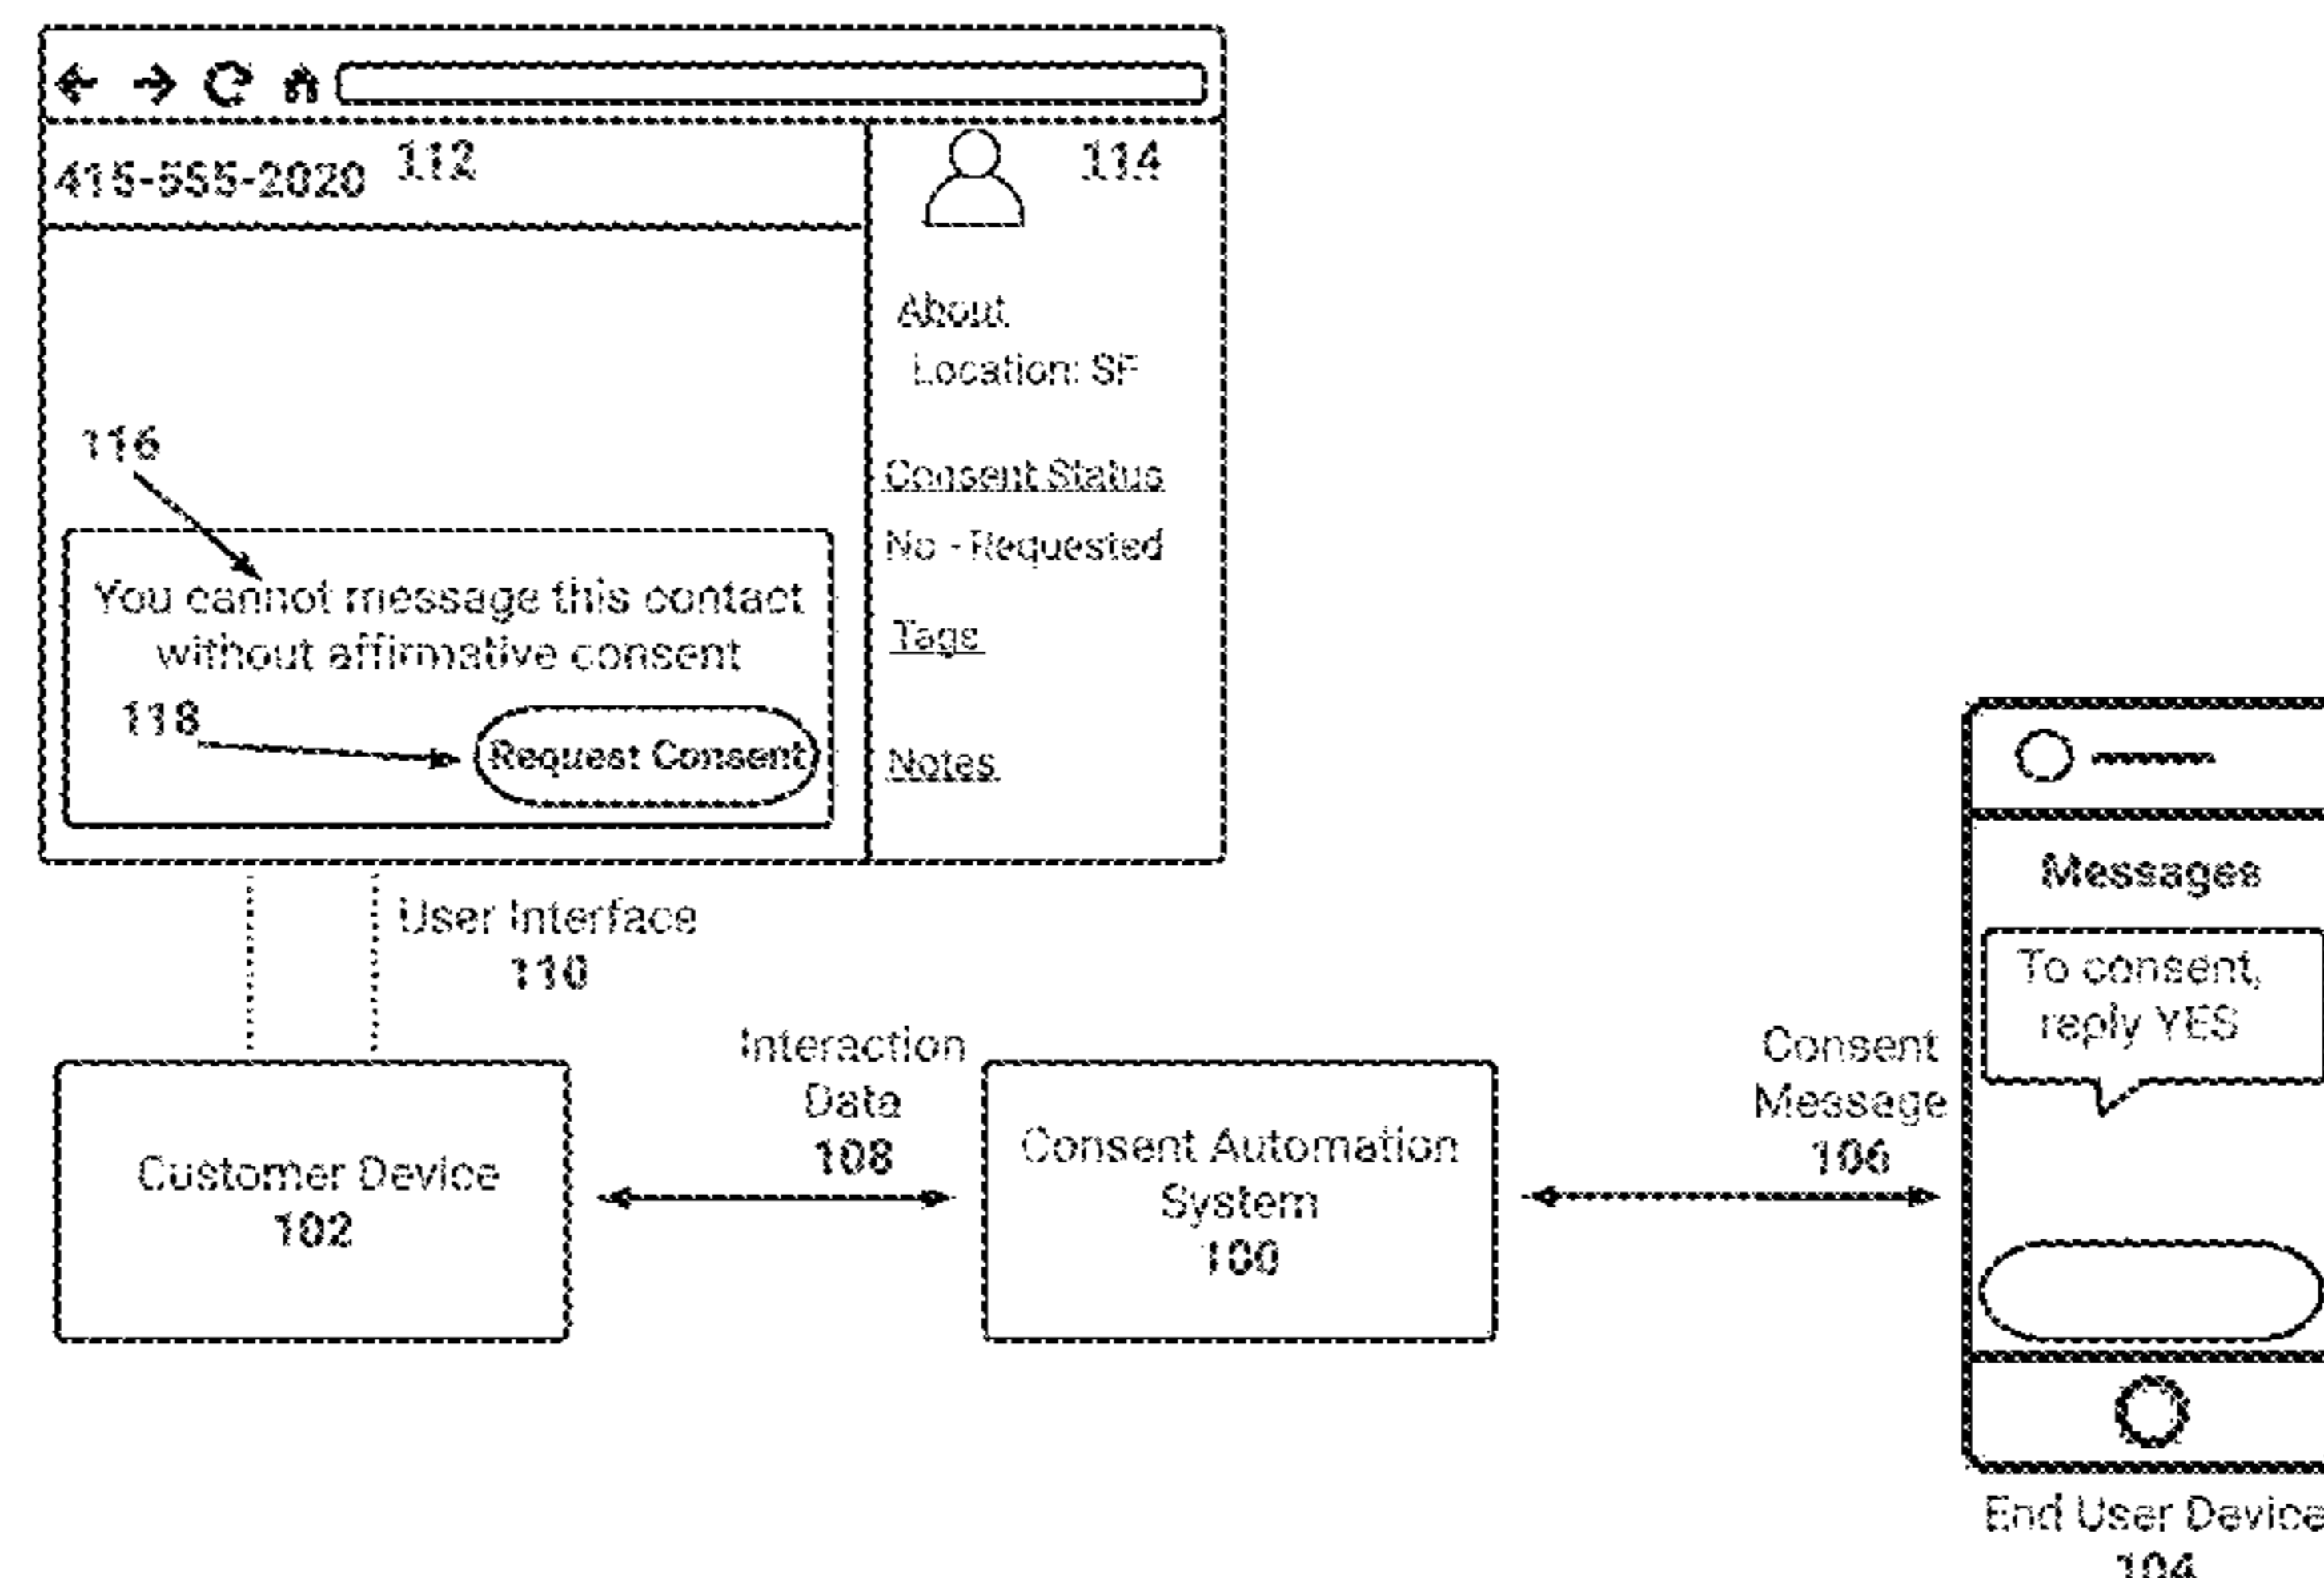 415-555-2020
112
114
About
Location: SF
116
Consent Status
No - Requested
You cannot message this contact
without affirmative consent
Tags
118
Request Consent
Notes
User Interface
110
Messages
To consent,
reply YES
Interaction
Data
108
Consent
Message
106
Customer Device
102
Consent Automation
System
100
End User Device
104